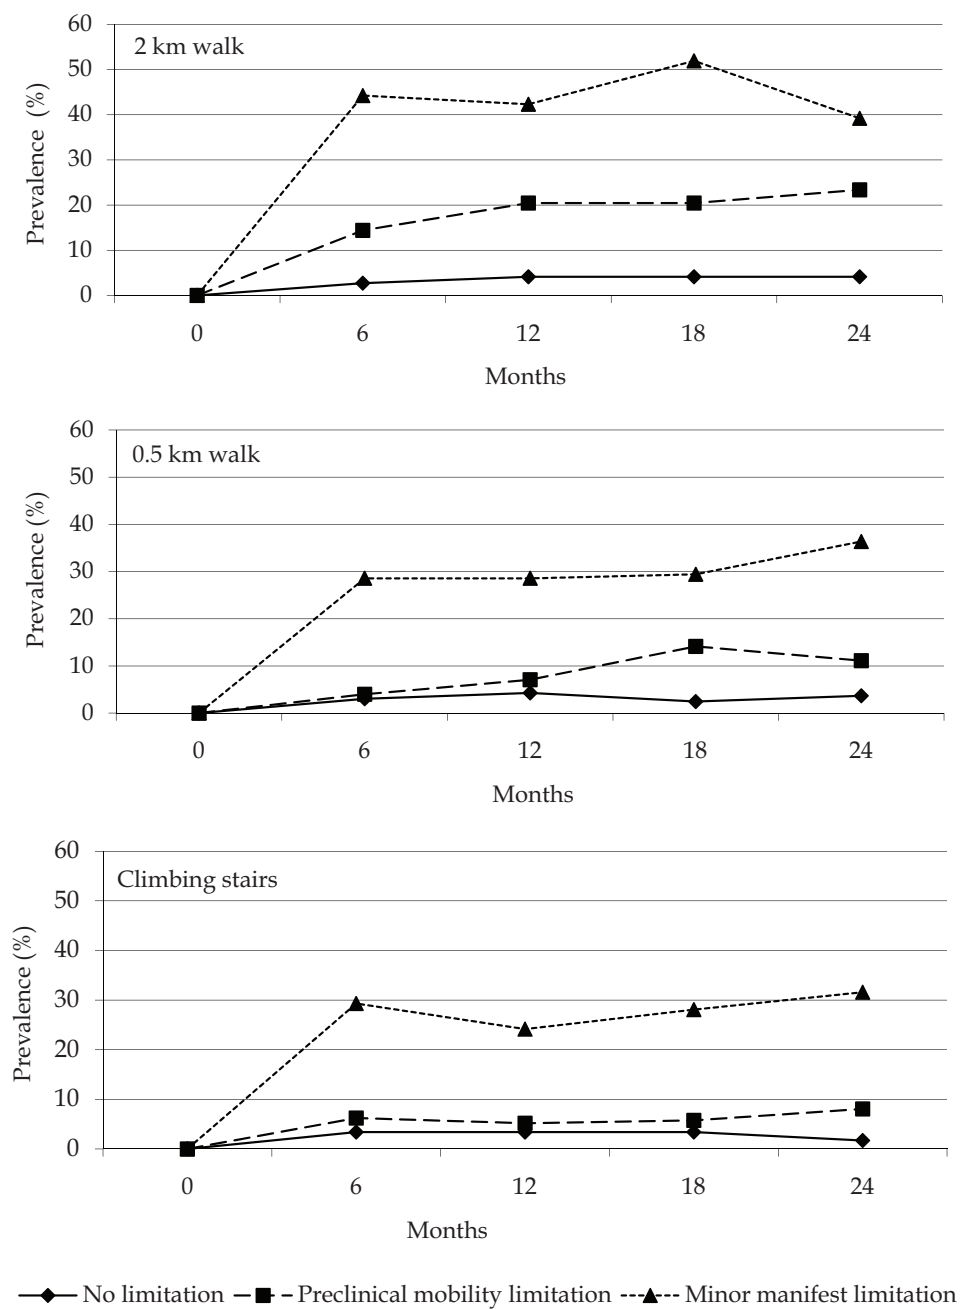 2 km walk
Prevalence (%)
60
50
40
30
20
10
0
0 6 12 18 24
Months
0.5 km walk
Prevalence (%)
60
50
40
30
20
10
0
0 6 12 18 24
Months
Climbing stairs
Prevalence (%)
60
50
40
30
20
10
0
0 6 12 18 24
Months
No limitation Preclinical mobility limitation Minor manifest limitation